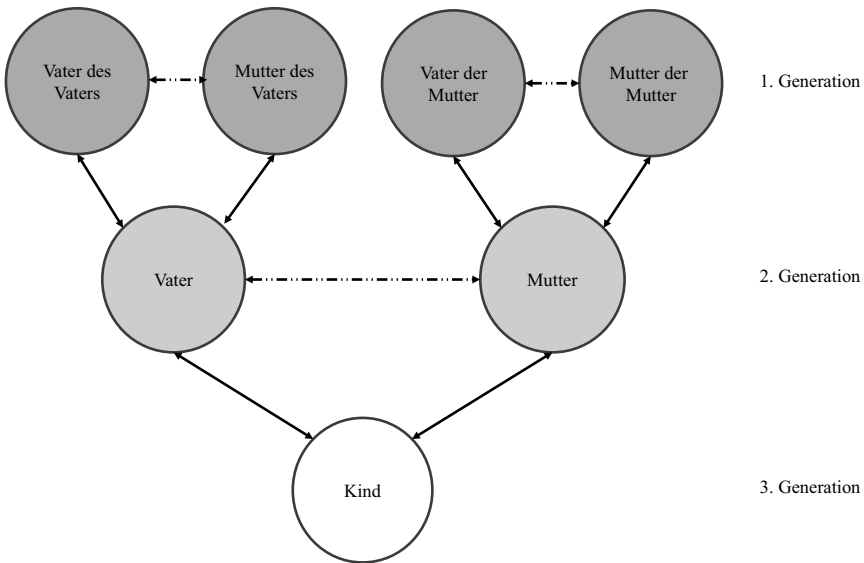 Vater des
Vaters
Mutter des
Vaters
Vater der
Mutter
Mutter der
Mutter
1. Generation
Vater
Mutter
2. Generation
Kind
3. Generation